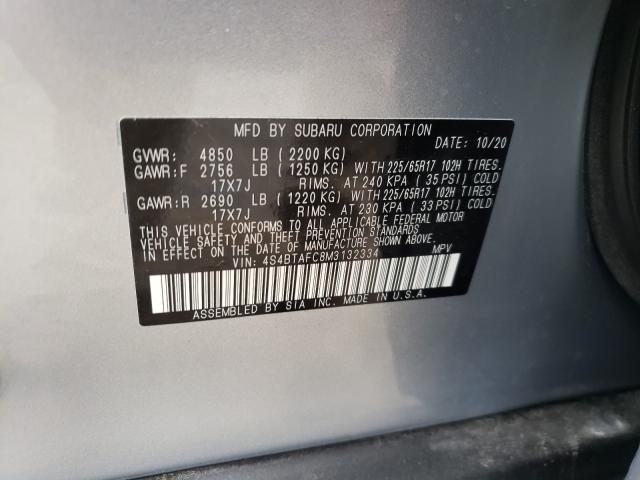 MFD BY SUBARU CORPORATION
DATE: 10/20
GVWR: 4850 LB (2200 KG)
GAWR:F 2756 LB (1250 KG) WITH 225/65R17 102H TIRES.
17X7J RIMS. AT 240 KPA (35 PSI) COLD
GAWR:R 2690 LB (1220 KG) WITH 225/65R17 102H TIRES.
17X7J RIMS. AT 230 KPA (33 PSI) COLD
THIS VEHICLE CONFORMS TO ALL APPLICABLE FEDERAL MOTOR
VEHICLE SAFETY AND THEFT PREVENTION STANDARDS
IN EFFECT ON THE DATE OF MANUFACTURE SHOWN ABOVE.
VIN: 4S4BTAFC8M3132334 MPV
ASSEMBLED BY SIA INC. MADE IN U.S.A.